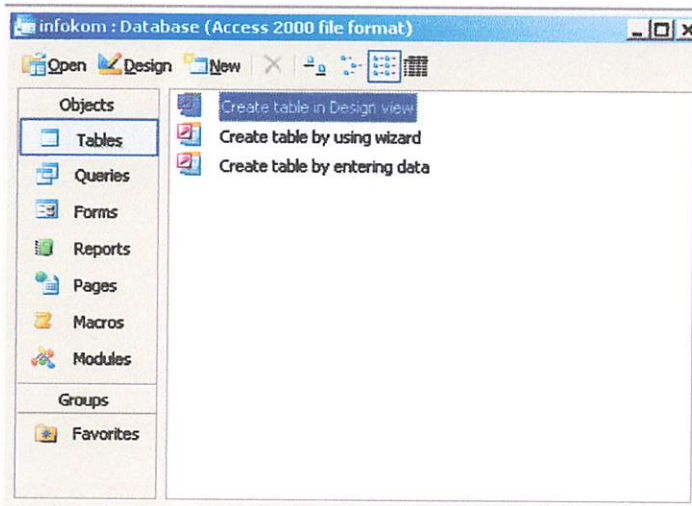 infokom : Database (Access 2000 file format)
Open Design New
Objects
Tables
Queries
Forms
Reports
Pages
Macros
Modules
Groups
Favorites
Create table in Design view
Create table by using wizard
Create table by entering data